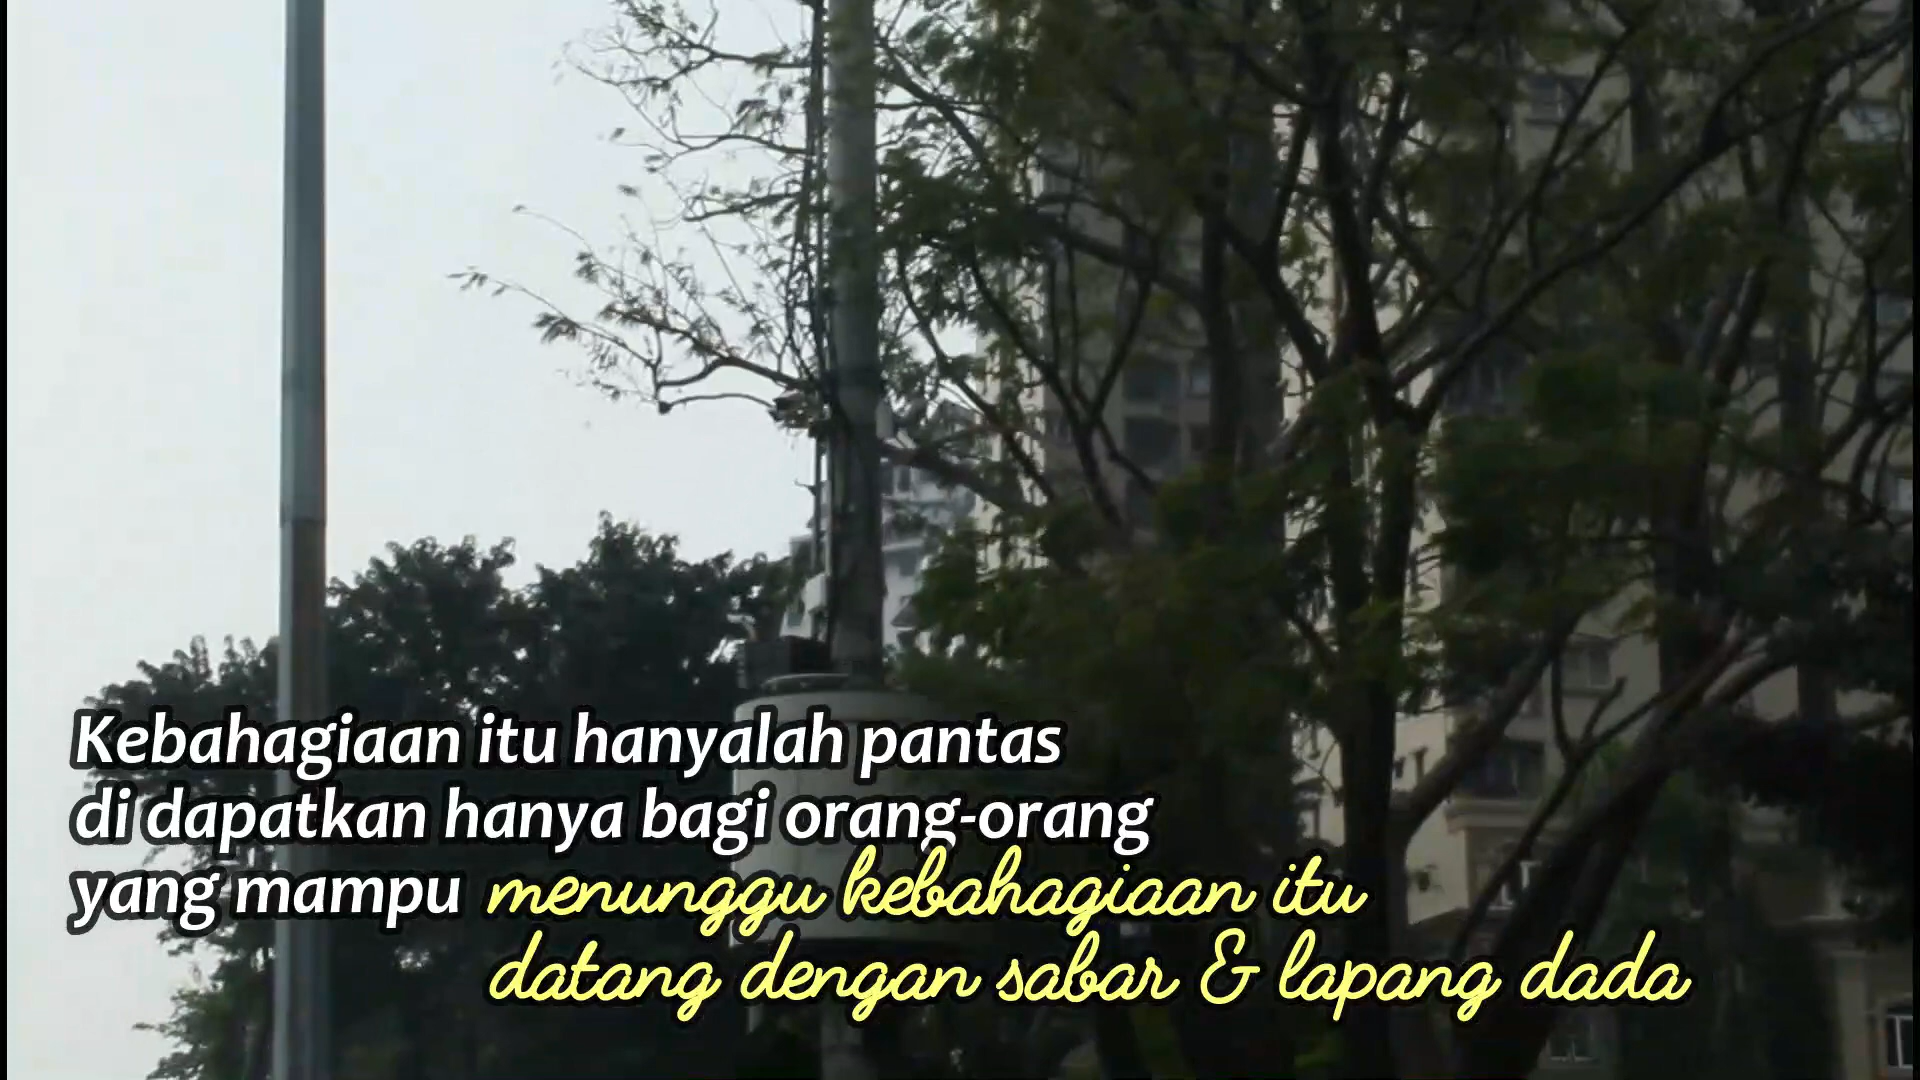 Kebahagiaan itu hanyalah pantas
di dapatkan hanya bagi orang-orang
yang mampu menunggu kebahagiaan itu
datang dengan sabar & lapang dada